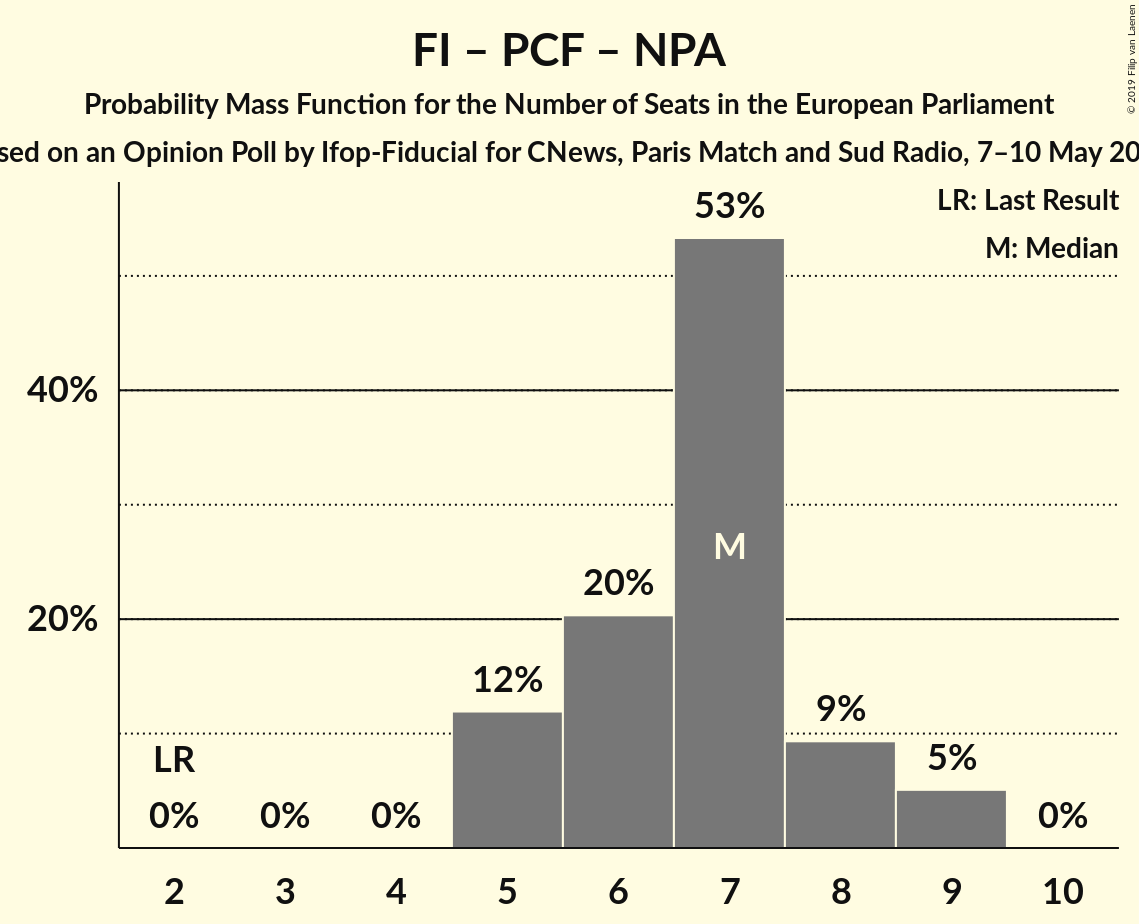 FI – PCF – NPA
Probability Mass Function for the Number of Seats in the European Parliament
sed on an Opinion Poll by Ifop-Fiducial for CNews, Paris Match and Sud Radio, 7–10 May 20
© 2019 Filip van Laenen
LR: Last Result
M: Median
53%
40%
M
20%
20%
12%
9%
5%
LR
0% 0% 0% 0%
2 3 4 5 6 7 8 9 10